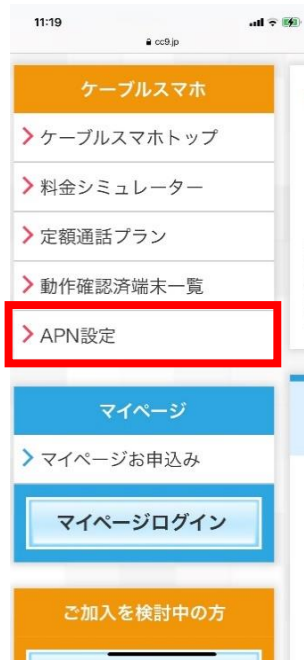 11:19
cc9.jp
ケーブルスマホ
ケーブルスマホトップ
料金シミュレーター
定額通話プラン
動作確認済端末一覧
APN設定
マイページ
マイページお申込み
マイページログイン
ご加入を検討中の方